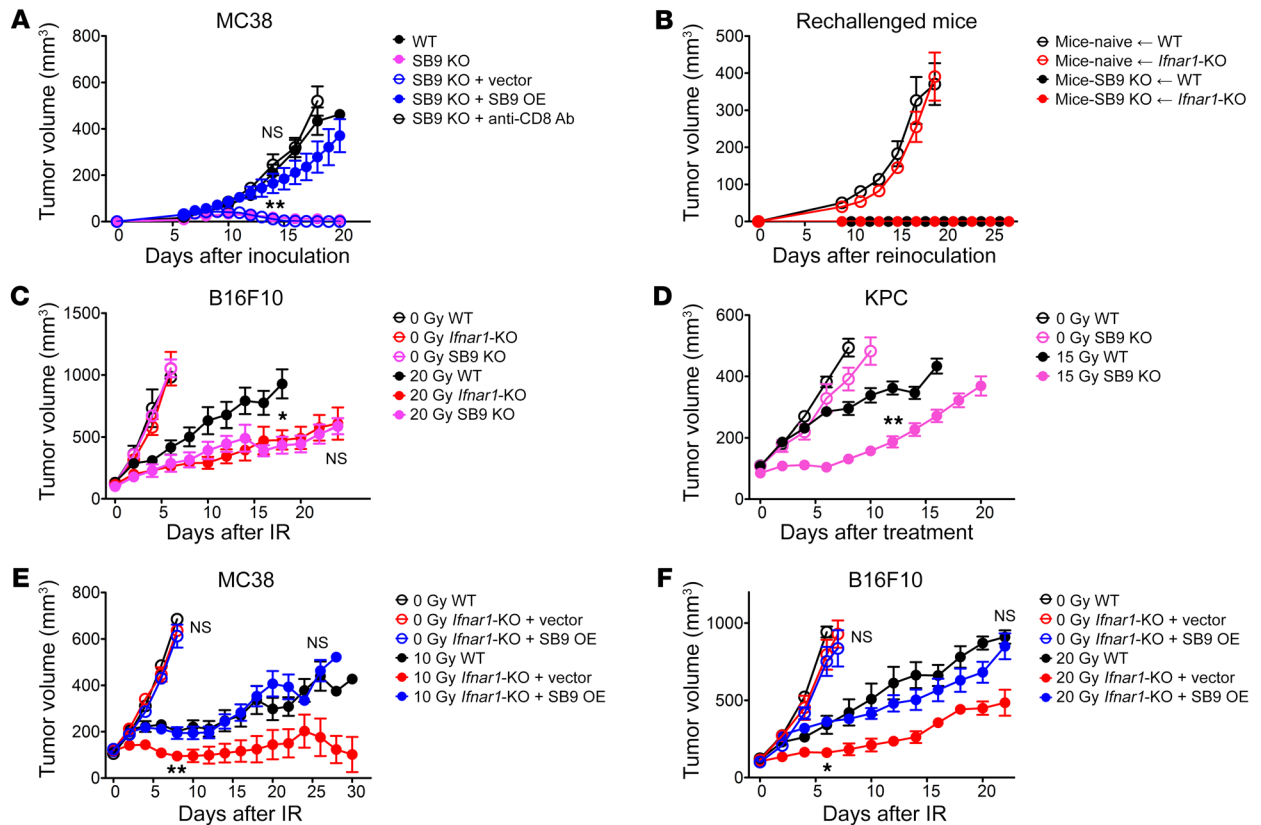 A
MC38
Tumor volume (mm³)
800
600
400
200
0
NS
**
0
5
10
15
20
Days after inoculation
WT
SB9 KO
SB9 KO + vector
SB9 KO + SB9 OE
SB9 KO + anti-CD8 Ab
B
Rechallenged mice
Tumor volume (mm³)
500
400
300
200
100
0
0
5
10
15
20
25
Days after reinoculation
Mice-naive ← WT
Mice-naive ← Ifnar1-KO
Mice-SB9 KO ← WT
Mice-SB9 KO ← Ifnar1-KO
C
B16F10
Tumor volume (mm³)
1500
1000
500
0
*
NS
0
5
10
15
20
Days after IR
0 Gy WT
0 Gy Ifnar1-KO
0 Gy SB9 KO
20 Gy WT
20 Gy Ifnar1-KO
20 Gy SB9 KO
D
KPC
Tumor volume (mm³)
600
400
200
0
**
0
5
10
15
20
Days after treatment
0 Gy WT
0 Gy SB9 KO
15 Gy WT
15 Gy SB9 KO
E
MC38
Tumor volume (mm³)
800
600
400
200
0
NS
NS
**
0
5
10
15
20
25
30
Days after IR
0 Gy WT
0 Gy Ifnar1-KO + vector
0 Gy Ifnar1-KO + SB9 OE
10 Gy WT
10 Gy Ifnar1-KO + vector
10 Gy Ifnar1-KO + SB9 OE
F
B16F10
Tumor volume (mm³)
1000
500
0
NS
NS
*
0
5
10
15
20
Days after IR
0 Gy WT
0 Gy Ifnar1-KO + vector
0 Gy Ifnar1-KO + SB9 OE
20 Gy WT
20 Gy Ifnar1-KO + vector
20 Gy Ifnar1-KO + SB9 OE